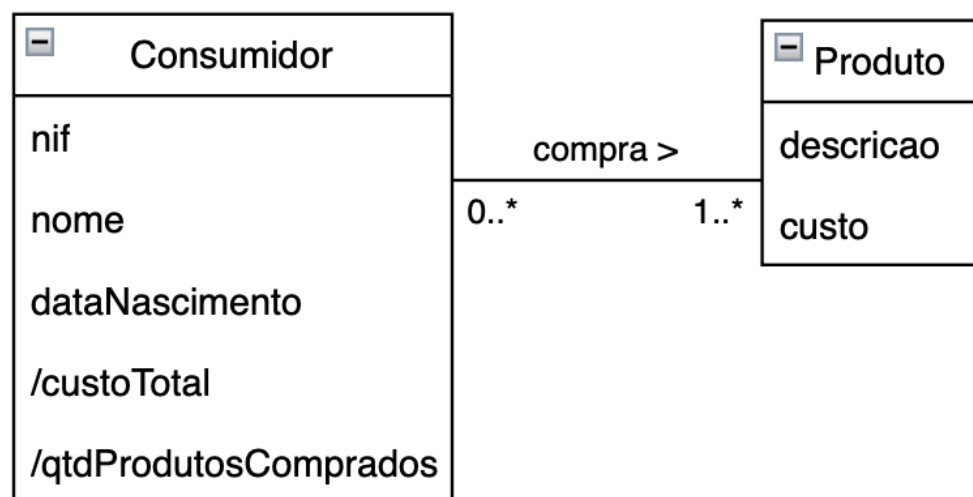 Consumidor
nif
nome
dataNascimento
/custoTotal
/qtdProdutosComprados
compra >
0..*
1..*
Produto
descricao
custo